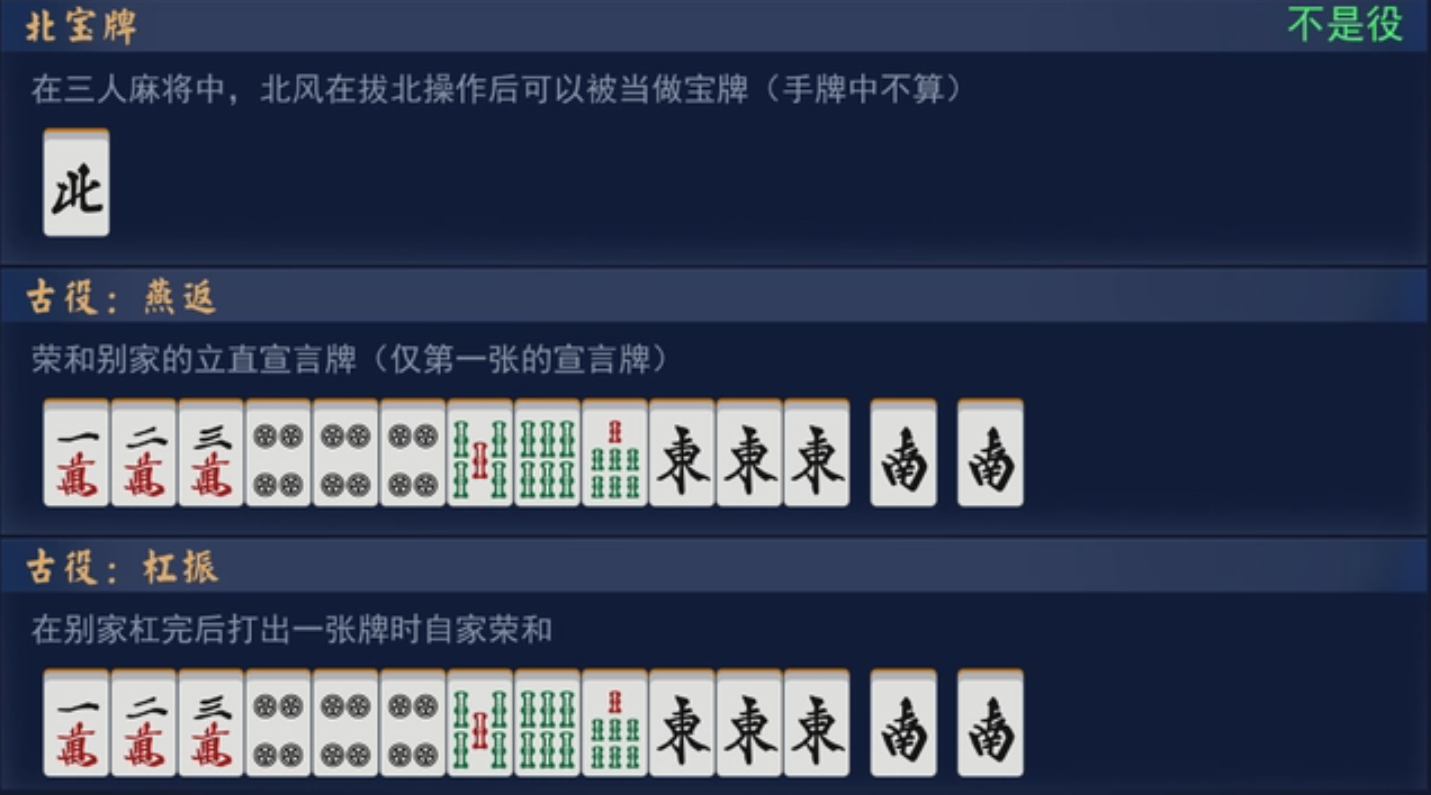 北宝牌
不是役
在三人麻将中，北风在拔北操作后可以被当做宝牌（手牌中不算）
北
古役：燕返
荣和别家的立直宣言牌（仅第一张的宣言牌）
一萬 二萬 三萬 東 東 東 南 南
古役：杠振
在别家杠完后打出一张牌时自家荣和
一萬 二萬 三萬 東 東 東 南 南